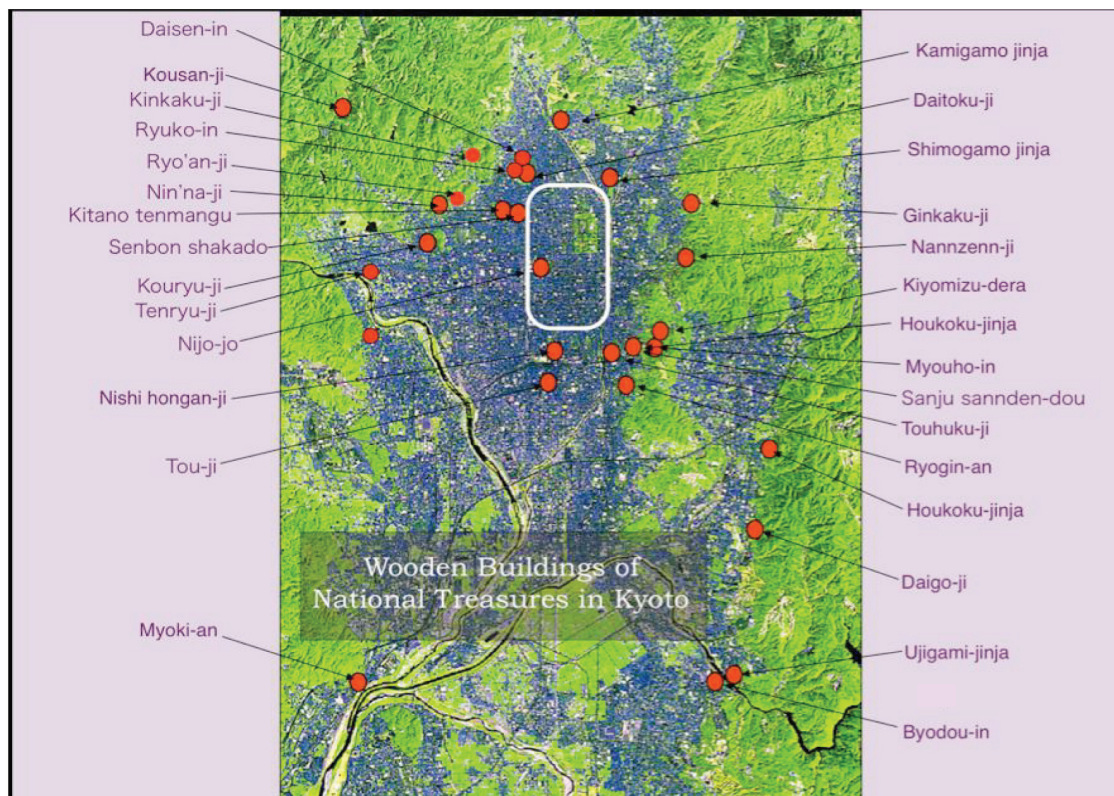 Daisen-in
Kousan-ji
Kinkaku-ji
Ryuko-in
Ryo'an-ji
Nin'na-ji
Kitano tenmangu
Senbon shakado
Kouryu-ji
Tenryu-ji
Nijo-jo
Nishi hongan-ji
Tou-ji
Myoki-an
Wooden Buildings of
National Treasures in Kyoto
Kamigamo jinja
Daitoku-ji
Shimogamo jinja
Ginkaku-ji
Nannzenn-ji
Kiyomizu-dera
Houkoku-jinja
Myouho-in
Sanju sannden-dou
Touhuku-ji
Ryogin-an
Houkoku-jinja
Daigo-ji
Ujigami-jinja
Byodou-in